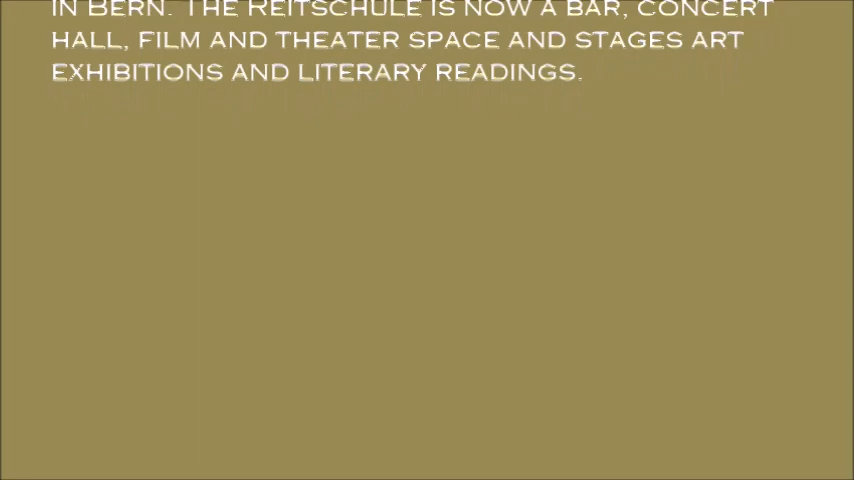 IN BERN. THE REITSCHULE IS NOW A BAR, CONCERT
HALL, FILM AND THEATER SPACE AND STAGES ART
EXHIBITIONS AND LITERARY READINGS.